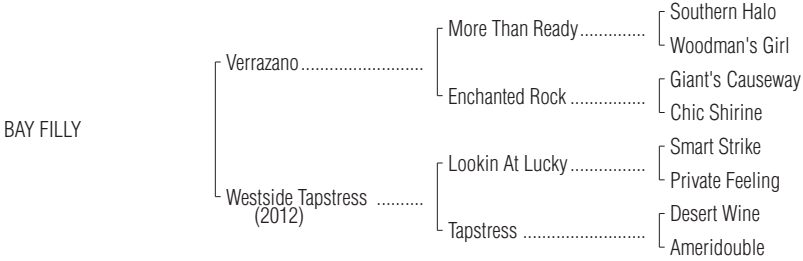 Southern Halo
More Than Ready..............
Woodman's Girl
Verrazano..........................
Giant's Causeway
Enchanted Rock ................
Chic Shirine
BAY FILLY
Smart Strike
Lookin At Lucky................
Private Feeling
Westside Tapstress ..........
(2012)
Desert Wine
Tapstress ..........................
Ameridouble